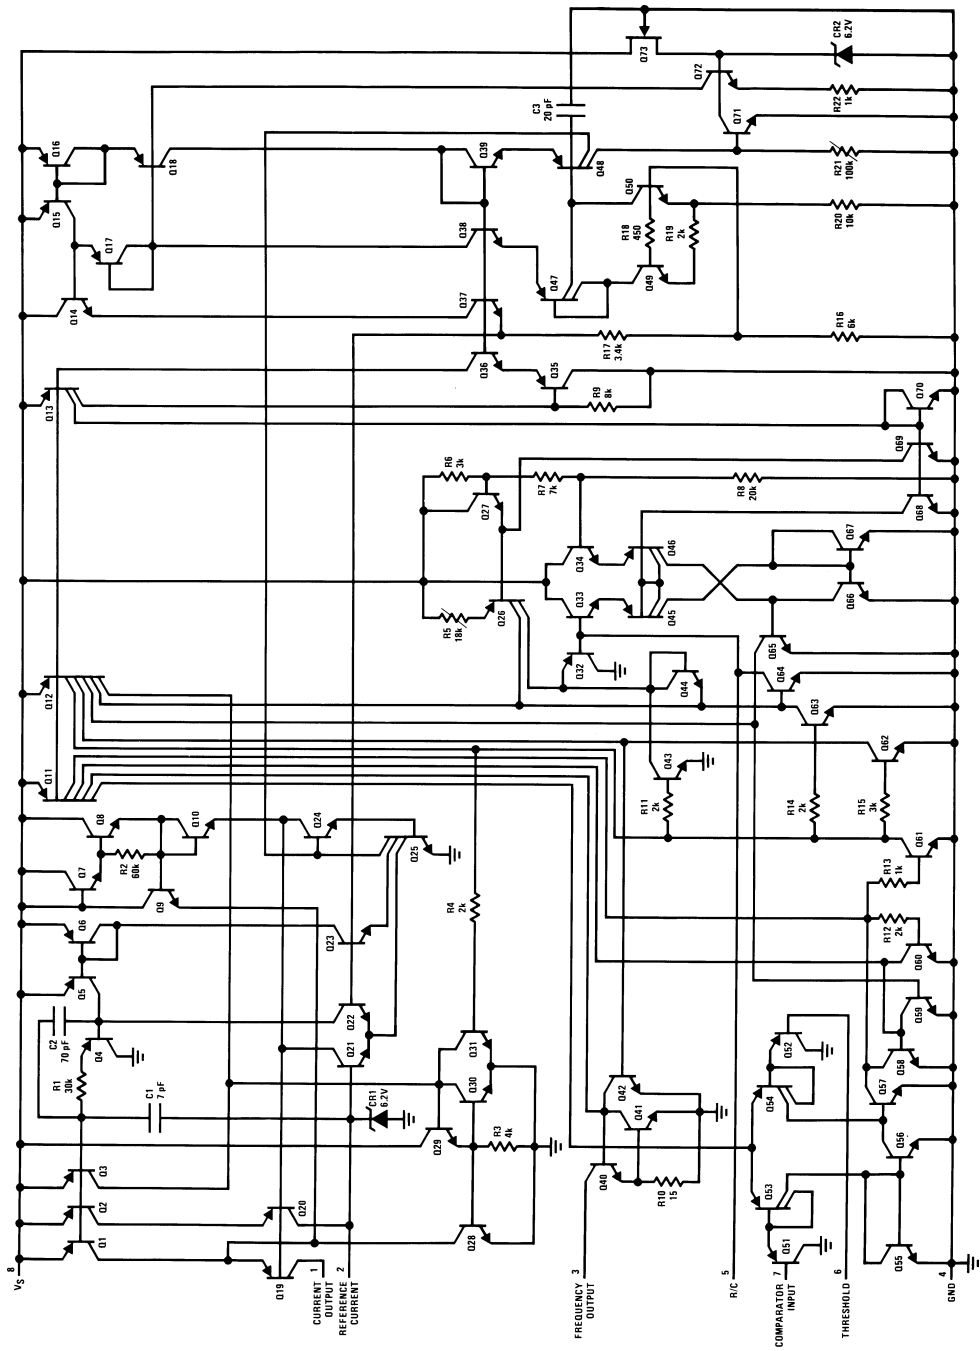 8
VS
Q1
Q2
Q3
R1
30k
C2
70 pF
C1
7 pF
Q4
Q5
Q6
Q7
Q8
R2
60k
Q9
Q10
Q11
Q12
Q13
Q14
Q15
Q16
Q17
Q18
Q19
Q20
Q21
Q22
Q23
Q24
Q25
1
CURRENT
OUTPUT
2
REFERENCE
CURRENT
CR1
6.2V
Q28
Q29
Q30
Q31
R3
4k
R4
2k
R5
18k
R6
3k
Q26
Q27
R7
7k
R8
20k
Q32
Q33
Q34
Q35
R9
8k
Q36
Q37
Q38
Q39
C3
20 pF
3
FREQUENCY
OUTPUT
Q40
Q41
Q42
R10
15
Q43
R11
2k
Q44
Q45
Q46
Q47
Q48
Q49
Q50
R18
450
R19
2k
R17
3.4k
R16
6k
R20
10k
R21
100k
R22
1k
Q71
Q72
Q73
CR2
6.2V
5
R/C
7
COMPARATOR
INPUT
6
THRESHOLD
4
GND
Q51
Q52
Q53
Q54
Q55
Q56
Q57
Q58
Q59
Q60
R12
2k
R13
1k
Q61
R14
2k
R15
3k
Q62
Q63
Q64
Q65
Q66
Q67
Q68
Q69
Q70